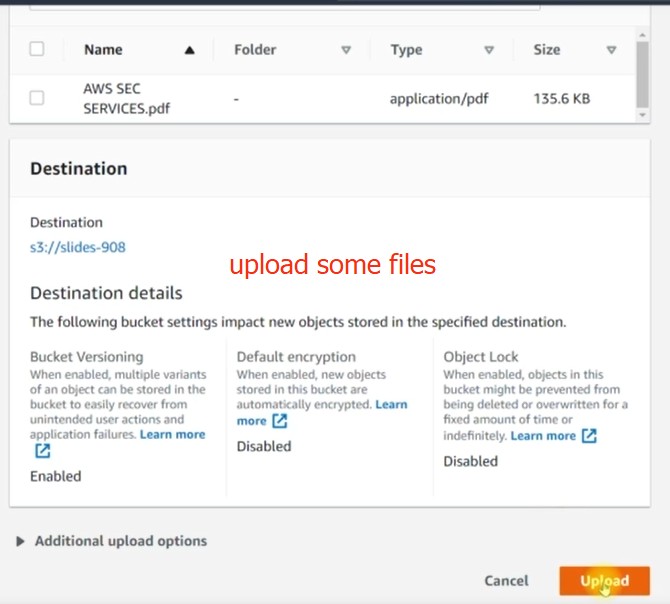 Name Folder Type Size
AWS SEC
SERVICES.pdf - application/pdf 135.6 KB
Destination
Destination
s3://slides-908
upload some files
Destination details
The following bucket settings impact new objects stored in the specified destination.
Bucket Versioning
When enabled, multiple variants
of an object can be stored in the
bucket to easily recover from
unintended user actions and
application failures. Learn more
Enabled
Default encryption
When enabled, new objects
stored in this bucket are
automatically encrypted. Learn
more
Disabled
Object Lock
When enabled, objects in this
bucket might be prevented from
being deleted or overwritten for a
fixed amount of time or
indefinitely. Learn more
Disabled
Additional upload options
Cancel Upload